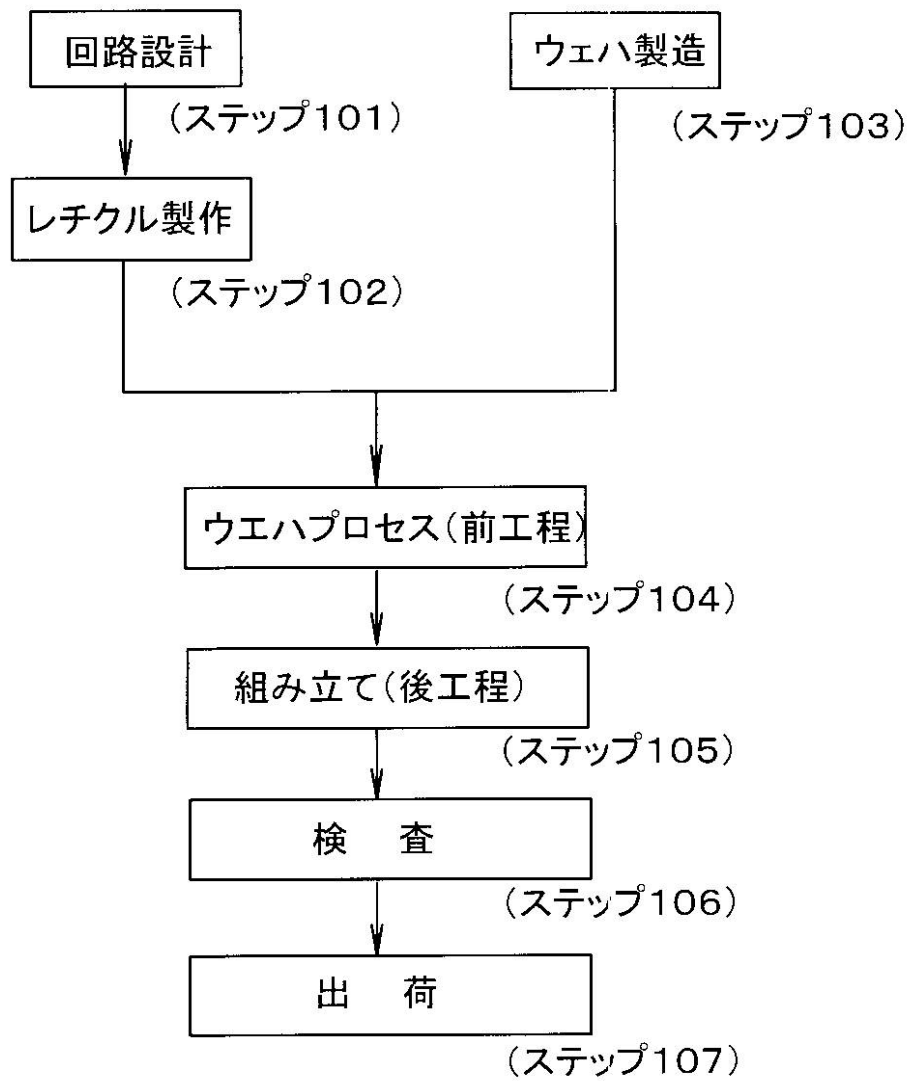 回路設計
(ステップ101)
レチクル製作
(ステップ102)
ウェハ製造
(ステップ103)
ウエハプロセス(前工程)
(ステップ104)
組み立て(後工程)
(ステップ105)
検 査
(ステップ106)
出 荷
(ステップ107)